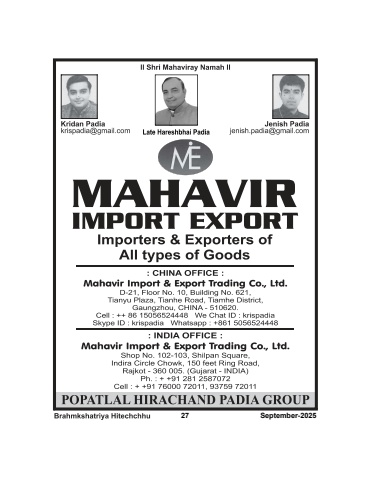 II Shri Mahaviray Namah II
Kridan Padia
krispadia@gmail.com
Late Hareshbhai Padia
Jenish Padia
jenish.padia@gmail.com
MIE
MAHAVIR
IMPORT EXPORT
Importers & Exporters of
All types of Goods
: CHINA OFFICE :
Mahavir Import & Export Trading Co., Ltd.
D-21, Floor No. 10, Building No. 621,
Tianyu Plaza, Tianhe Road, Tiamhe District,
Gaungzhou, CHINA - 510620.
Cell : ++ 86 15056524448 We Chat ID : krispadia
Skype ID : krispadia Whatsapp : +861 5056524448
: INDIA OFFICE :
Mahavir Import & Export Trading Co., Ltd.
Shop No. 102-103, Shilpan Square,
Indira Circle Chowk, 150 feet Ring Road,
Rajkot - 360 005. (Gujarat - INDIA)
Ph. : + +91 281 2587072
Cell : + +91 76000 72011, 93759 72011
POPATLAL HIRACHAND PADIA GROUP
Brahmkshatriya Hitechchhu 27 September-2025